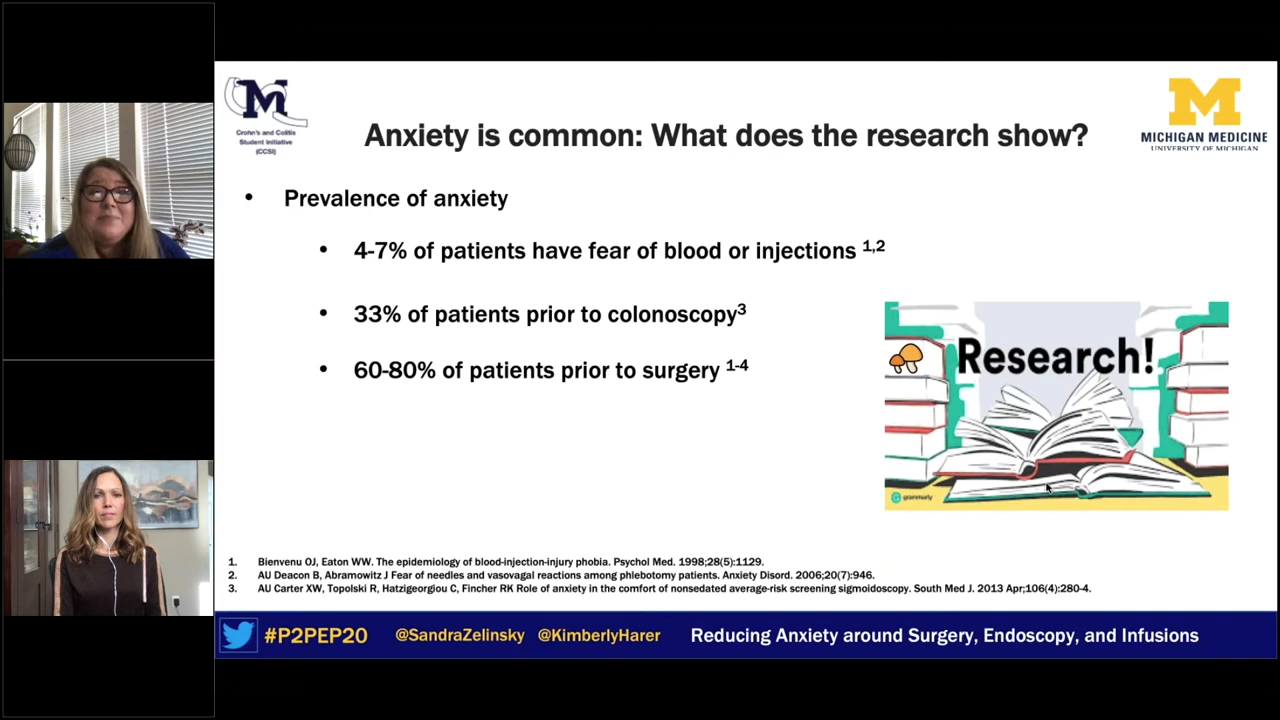 M
Crohn's and Colitis
Student Initiative
(CCSI)
Anxiety is common: What does the research show?
M
MICHIGAN MEDICINE
UNIVERSITY OF MICHIGAN
• Prevalence of anxiety
• 4-7% of patients have fear of blood or injections 1,2
• 33% of patients prior to colonoscopy3
• 60-80% of patients prior to surgery 1-4
Research!
grammarly
1. Bienvenu OJ, Eaton WW. The epidemiology of blood-injection-injury phobia. Psychol Med. 1998;28(5):1129.
2. AU Deacon B, Abramowitz J Fear of needles and vasovagal reactions among phlebotomy patients. Anxiety Disord. 2006;20(7):946.
3. AU Carter XW, Topolski R, Hatzigeorgiou C, Fincher RK Role of anxiety in the comfort of nonsedated average-risk screening sigmoidoscopy. South Med J. 2013 Apr;106(4):280-4.
#P2PEP20 @SandraZelinsky @KimberlyHarer Reducing Anxiety around Surgery, Endoscopy, and Infusions